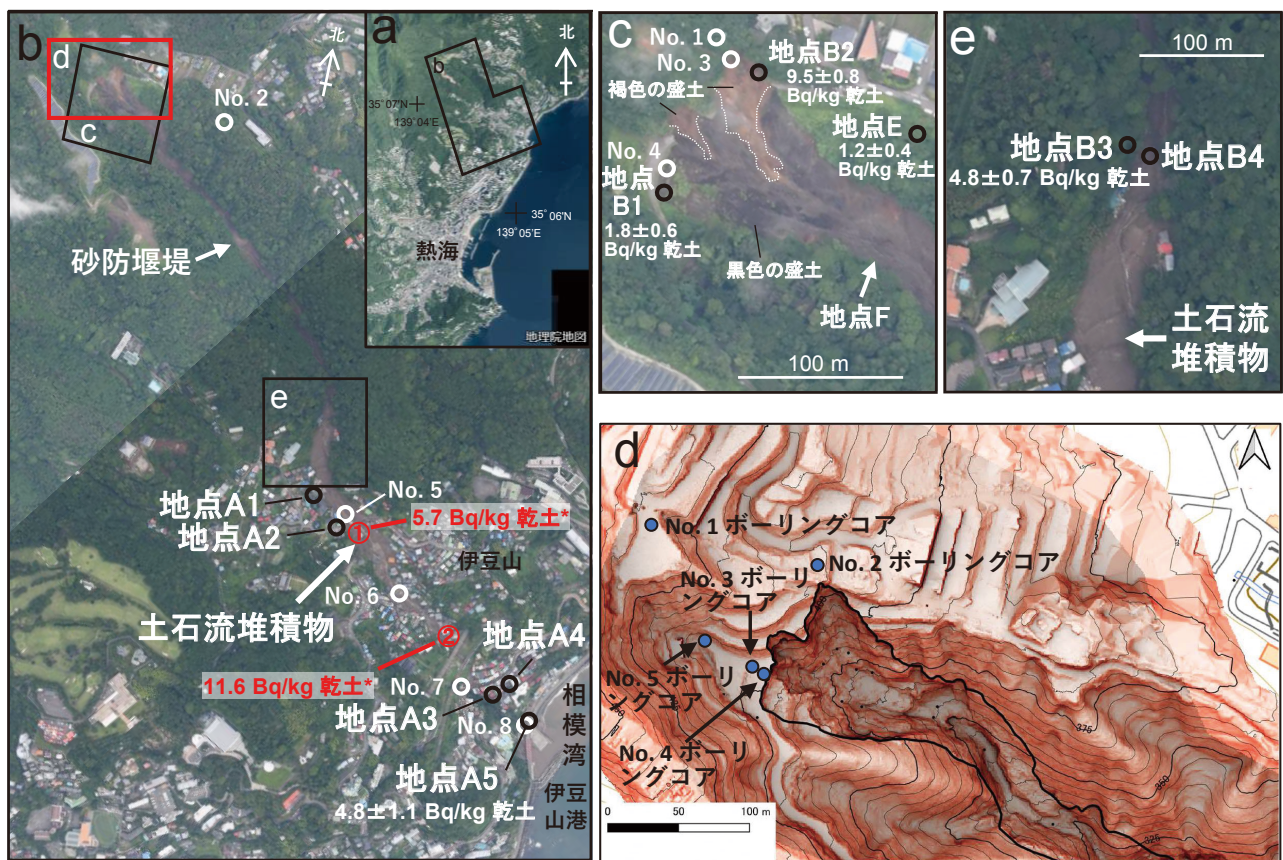 b
d
c
北
No. 2
砂防堰堤
e
地点A1
地点A2
No. 5
①
5.7 Bq/kg 乾土*
伊豆山
土石流堆積物
No. 6
②
地点A4
11.6 Bq/kg 乾土*
No. 7
地点A3
No. 8
相模湾
地点A5
4.8±1.1 Bq/kg 乾土
伊豆
山港
a
北
b
35°07'N
139°04'E
35°06'N
139°05'E
熱海
地理院地図
c
No. 1
No. 3
地点B2
9.5±0.8
Bq/kg 乾土
褐色の盛土
地点E
1.2±0.4
Bq/kg 乾土
No. 4
地点
B1
1.8±0.6
Bq/kg 乾土
黒色の盛土
地点F
100 m
e
100 m
地点B3
地点B4
4.8±0.7 Bq/kg 乾土
土石流
堆積物
d
No. 1 ボーリングコア
No. 2 ボーリングコア
No. 3 ボーリ
ングコア
No. 5 ボーリ
ングコア
No. 4 ボーリ
ングコア
375
350
325
0 50 100 m